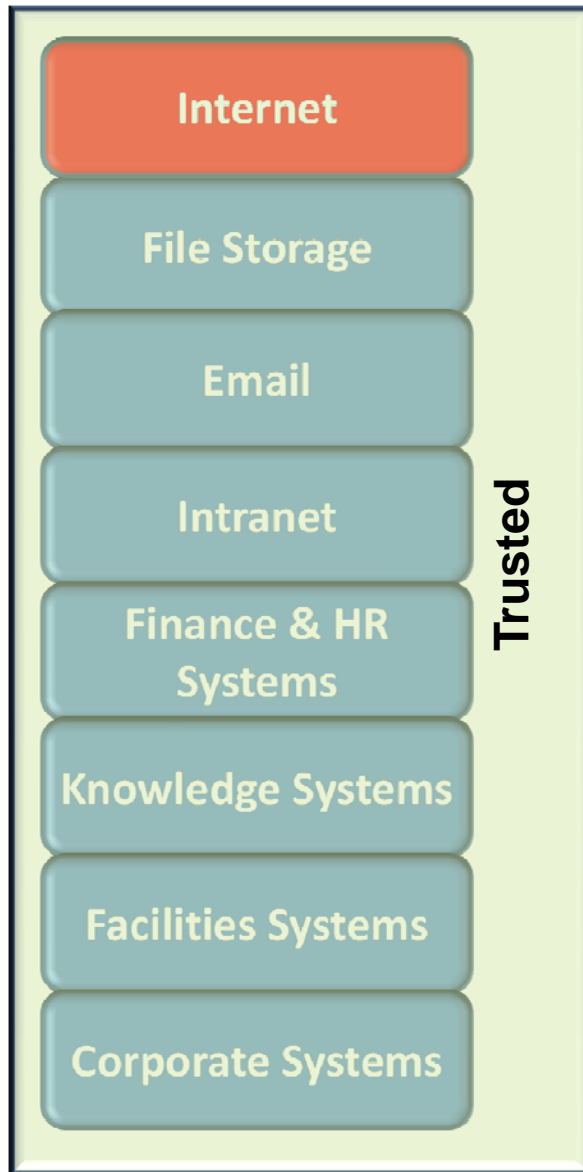 Internet
File Storage
Email
Intranet
Finance & HR
Systems
Knowledge Systems
Facilities Systems
Corporate Systems
Trusted